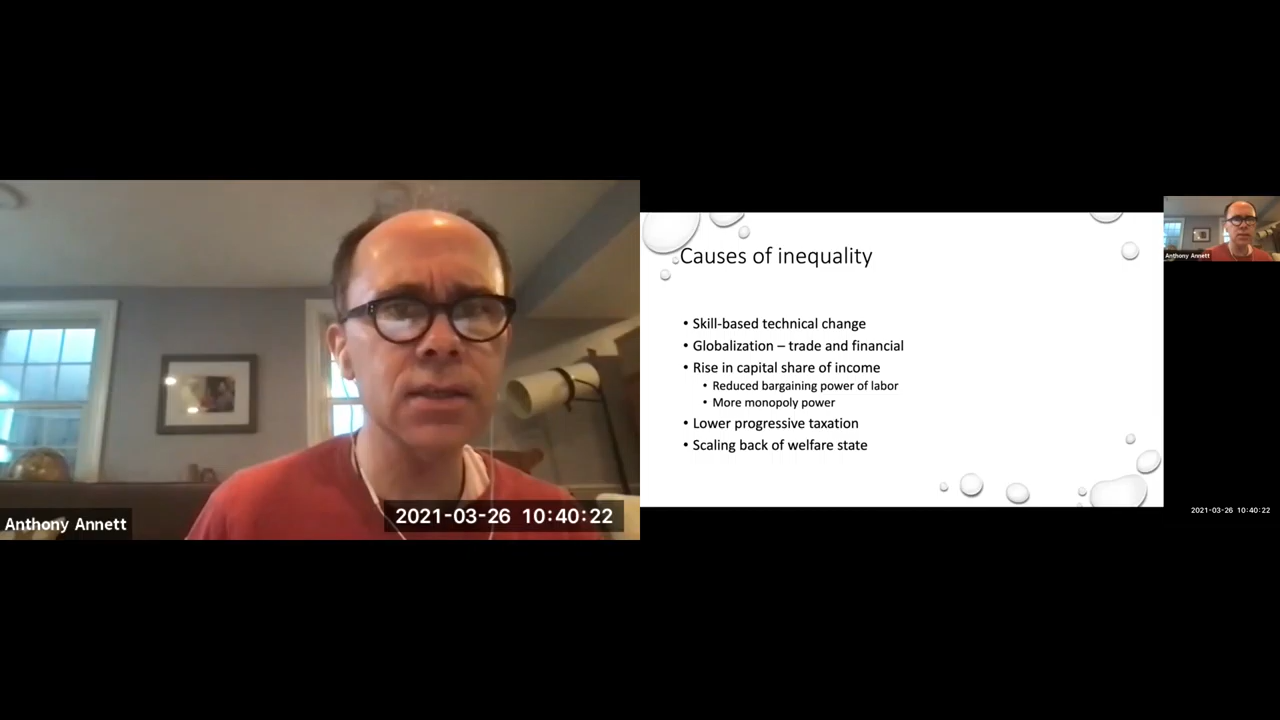 Anthony Annett
2021-03-26 10:40:22
Causes of inequality
• Skill-based technical change
• Globalization – trade and financial
• Rise in capital share of income
• Reduced bargaining power of labor
• More monopoly power
• Lower progressive taxation
• Scaling back of welfare state
Anthony Annett
2021-03-26 10:40:22